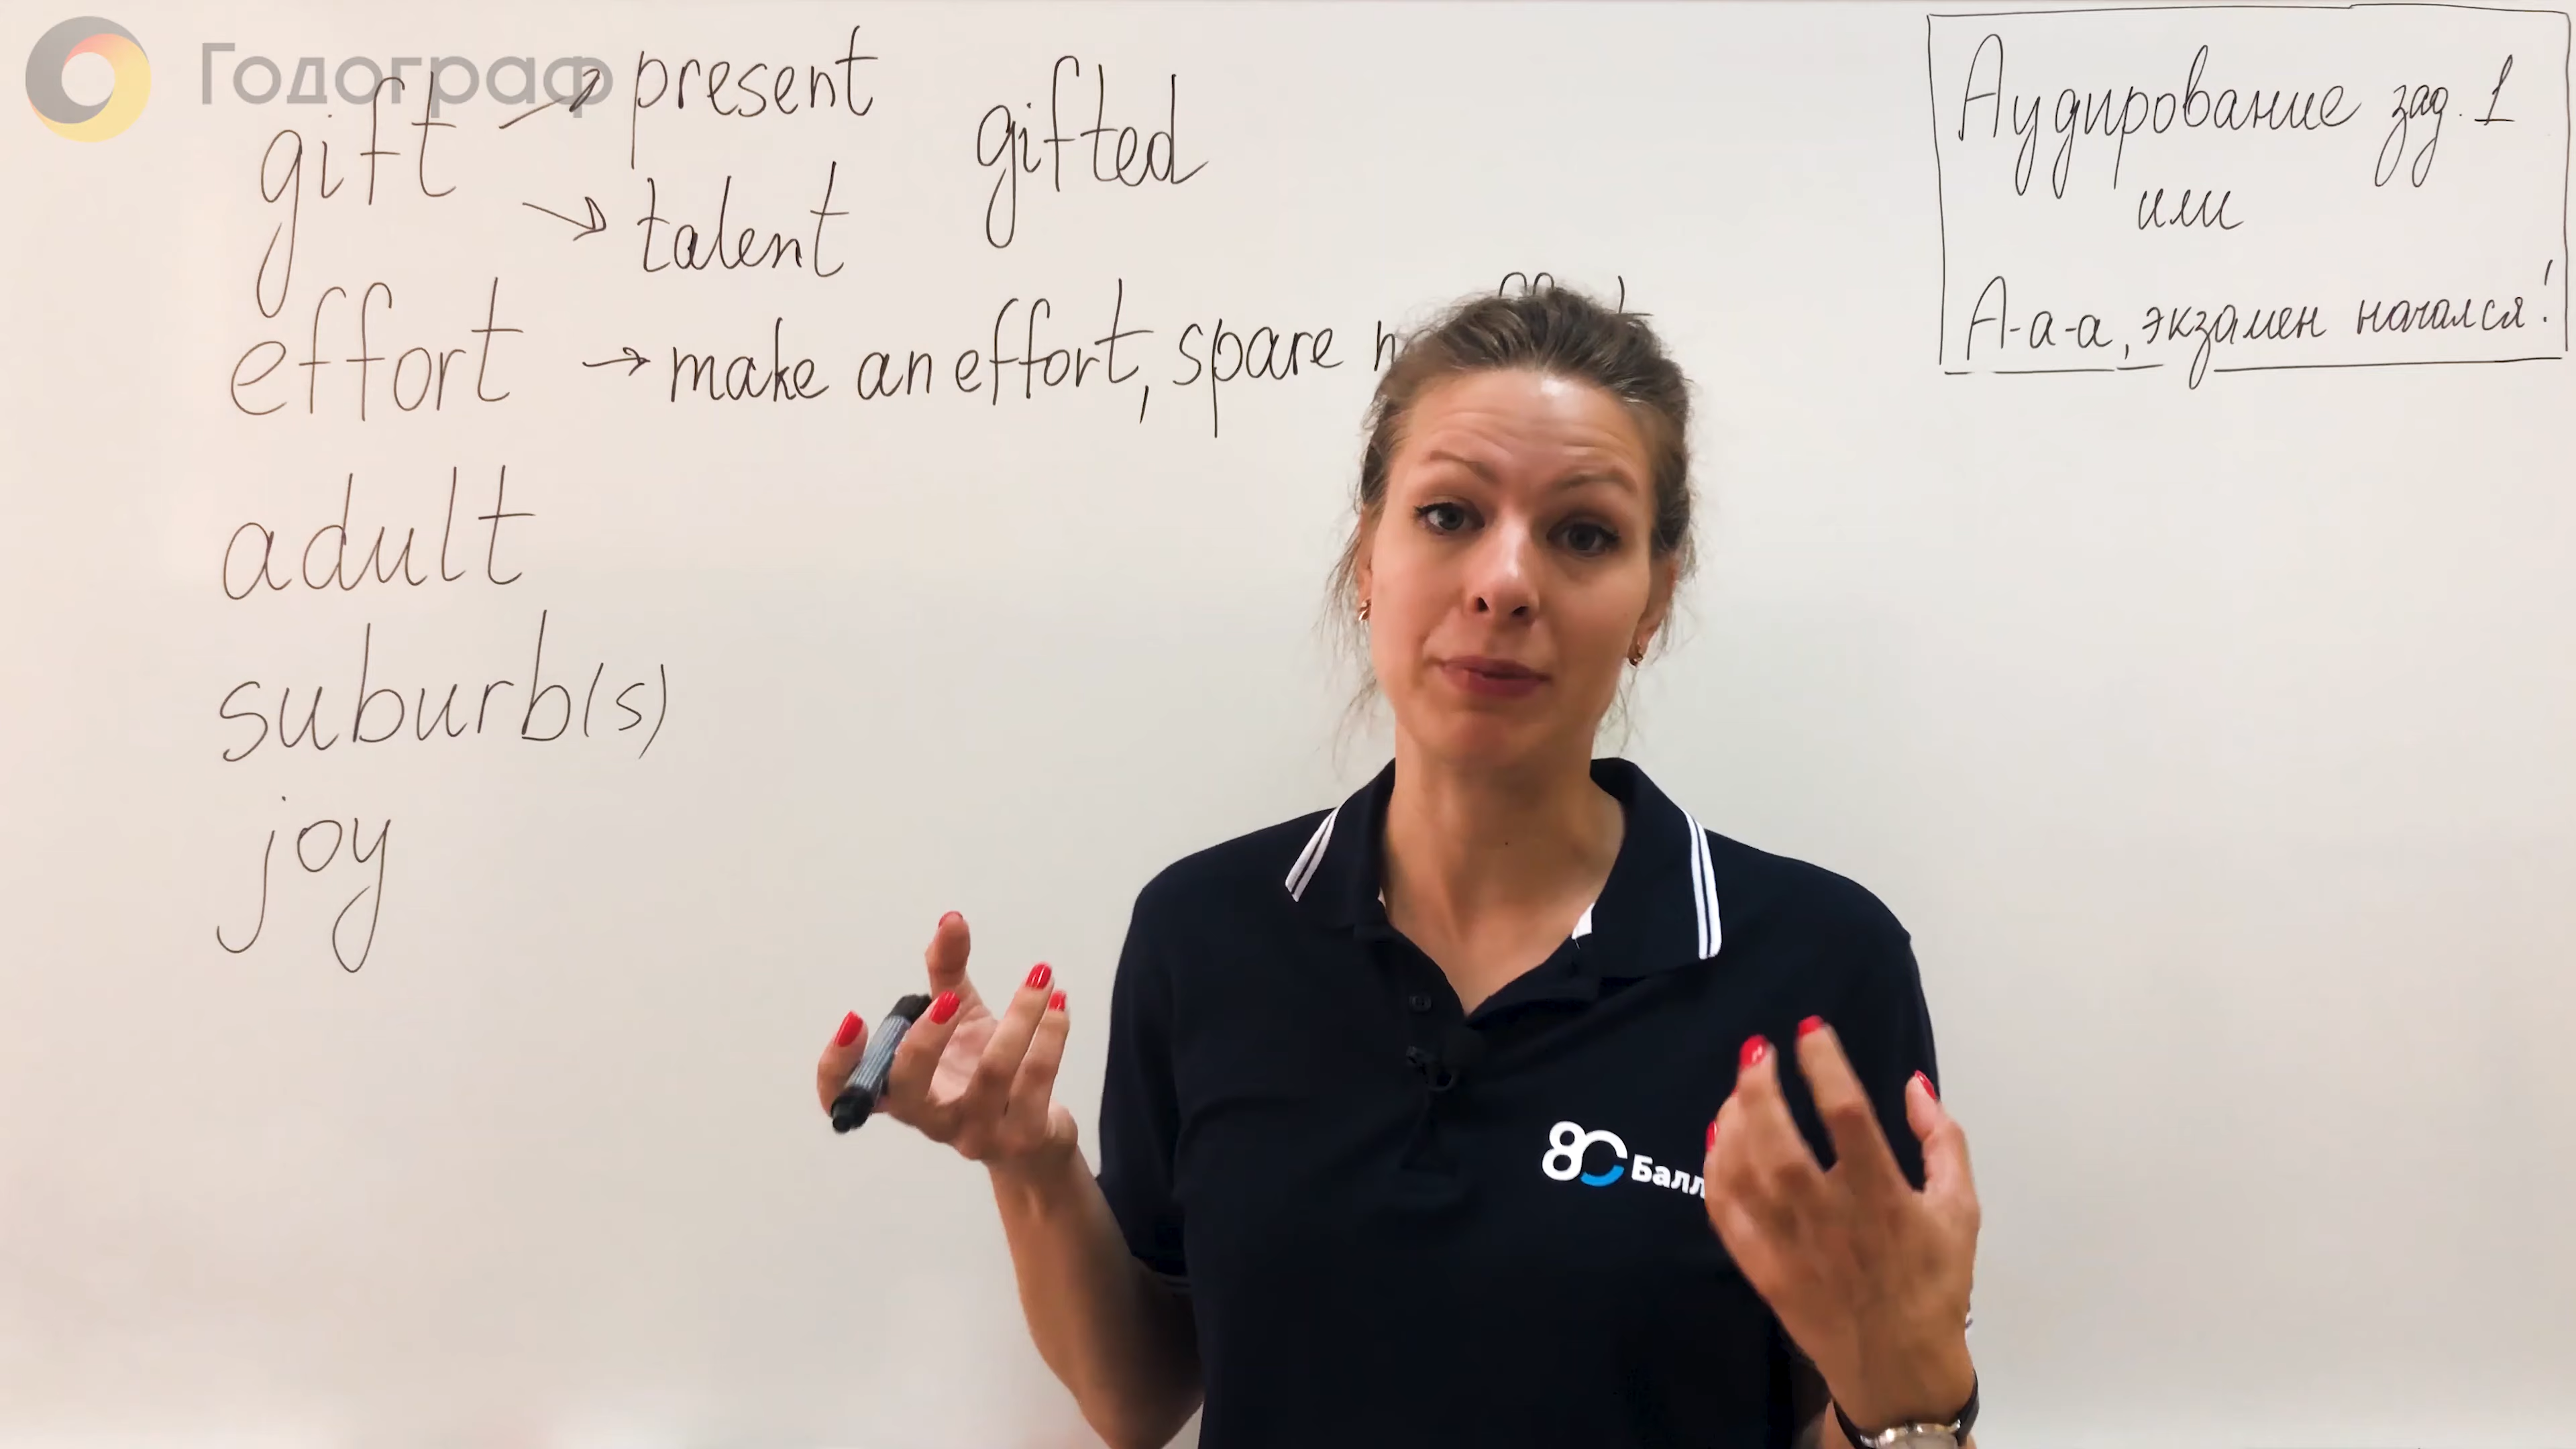 Годограф
gift → present
→ talent
gifted
effort → make an effort, spare
adult
suburb(s)
joy
Аудирование зад. 1
или
А-а-а, экзамен начался!
80